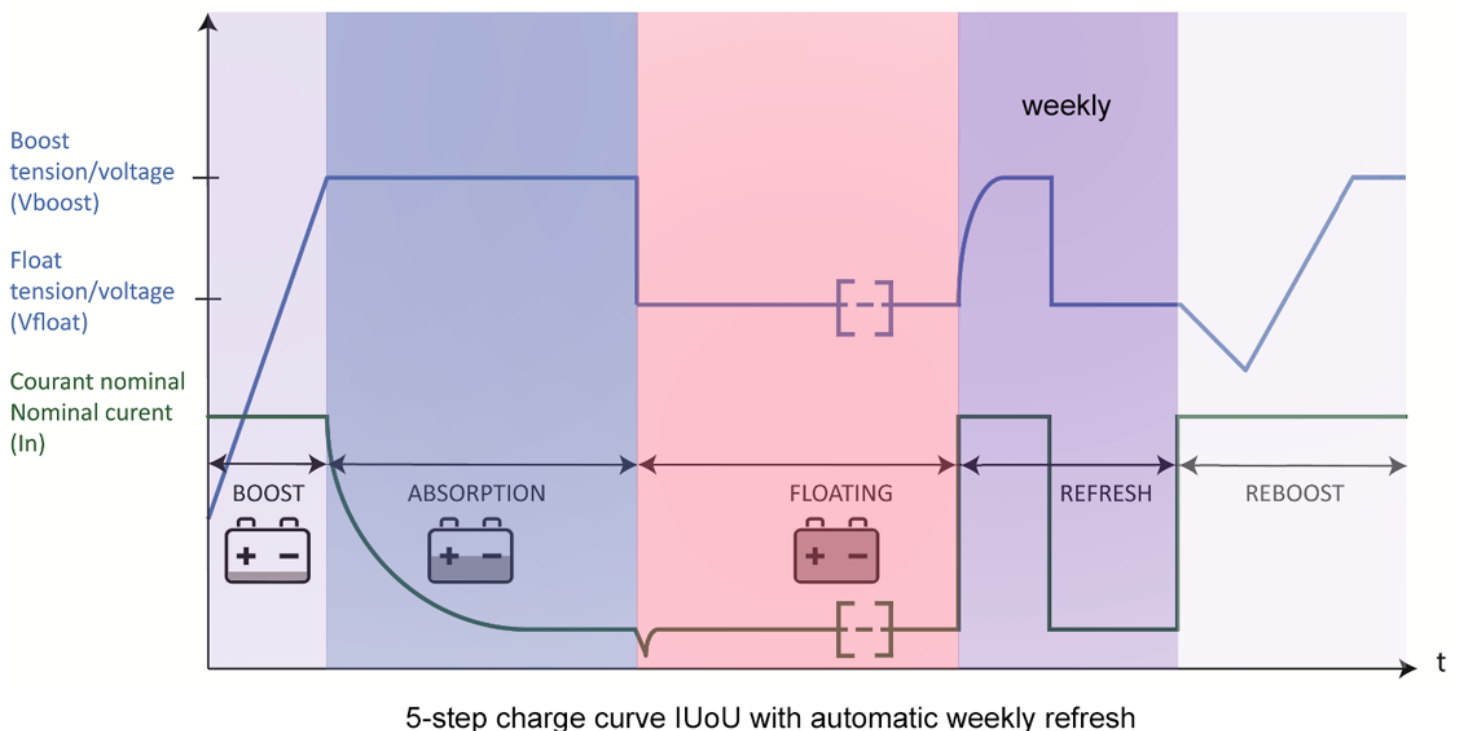 weekly
Boost
tension/voltage
(Vboost)
Float
tension/voltage
(Vfloat)
Courant nominal
Nominal curent
(In)
BOOST
ABSORPTION
FLOATING
REFRESH
REBOOST
+ −
+ −
+ −
t
5-step charge curve IUoU with automatic weekly refresh